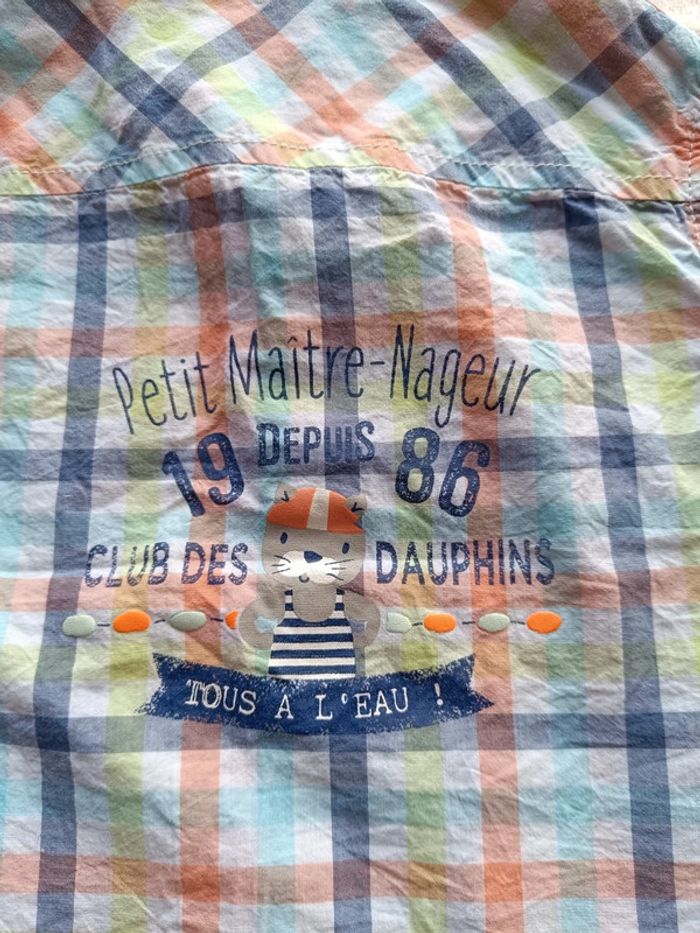 Petit Maître-Nageur
19 DEPUIS 86
CLUB DES DAUPHINS
TOUS A L'EAU !